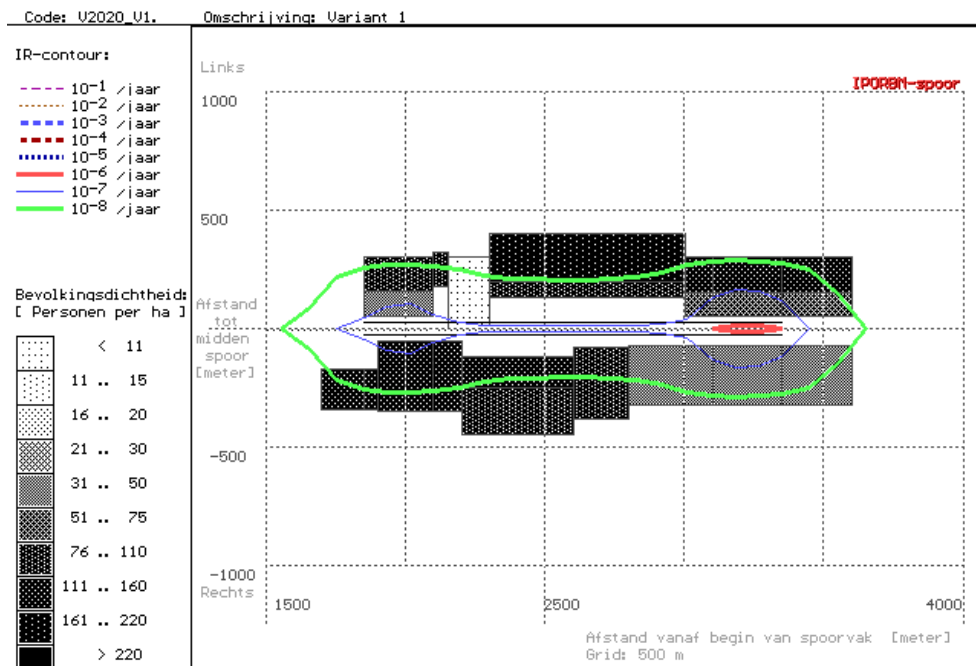 Code: V2020_V1.
Omschrijving: Variant 1
IR-contour:
10-1 /jaar
10-2 /jaar
10-3 /jaar
10-4 /jaar
10-5 /jaar
10-6 /jaar
10-7 /jaar
10-8 /jaar
Bevolkingsdichtheid:
[ Personen per ha ]
< 11
11 .. 15
16 .. 20
21 .. 30
31 .. 50
51 .. 75
76 .. 110
111 .. 160
161 .. 220
> 220
Links
IPORBM-spoor
1000
500
Afstand
tot
midden
spoor
[meter]
-500
-1000
Rechts
1500
2500
4000
Afstand vanaf begin van spoorvak [meter]
Grid: 500 m